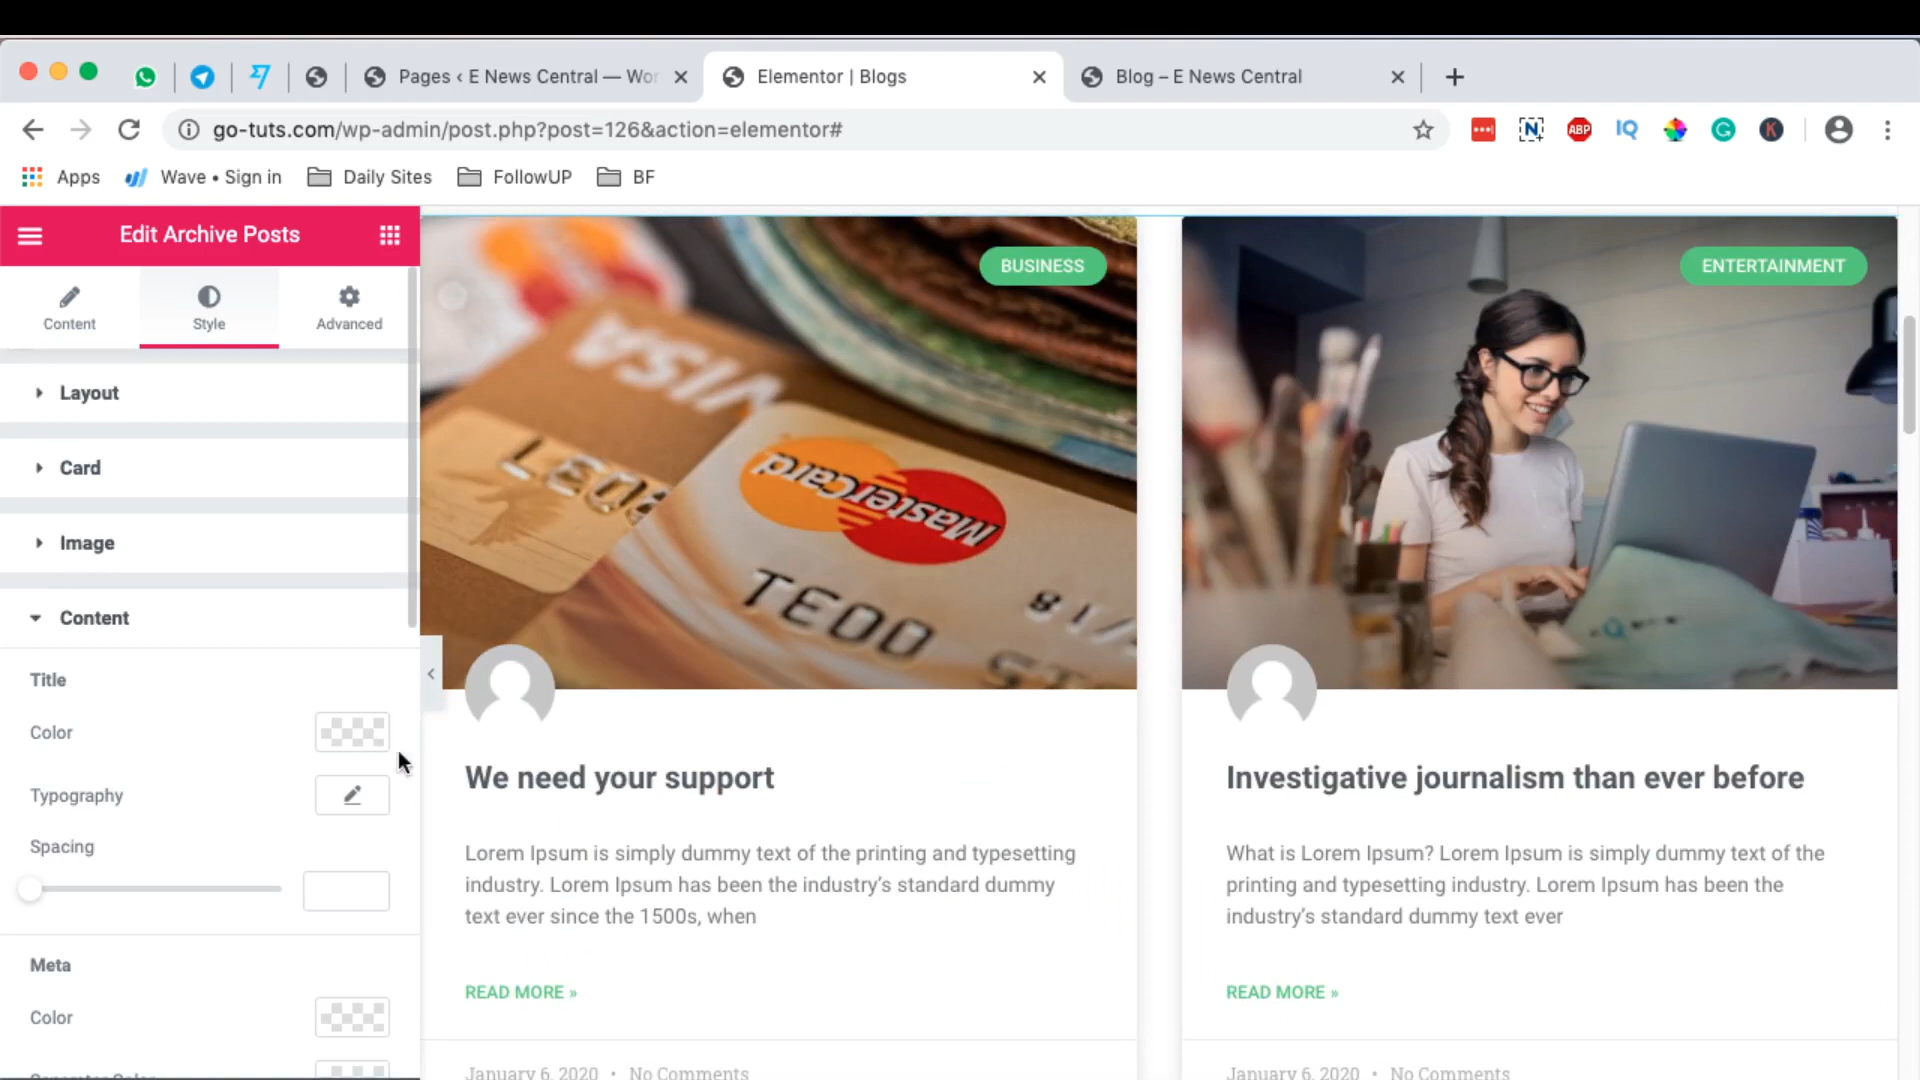 Pages ‹ E News Central — Wor
Elementor | Blogs
Blog – E News Central
go-tuts.com/wp-admin/post.php?post=126&action=elementor#
ABP
IQ
Apps
Wave • Sign in
Daily Sites
FollowUP
BF
Edit Archive Posts
Content
Style
Advanced
Layout
Card
Image
Content
Title
Color
Typography
Spacing
Meta
Color
BUSINESS
VISA
MasterCard
TEDD
We need your support
Lorem Ipsum is simply dummy text of the printing and typesetting
industry. Lorem Ipsum has been the industry’s standard dummy
text ever since the 1500s, when
READ MORE »
January 6, 2020 • No Comments
ENTERTAINMENT
Investigative journalism than ever before
What is Lorem Ipsum? Lorem Ipsum is simply dummy text of the
printing and typesetting industry. Lorem Ipsum has been the
industry’s standard dummy text ever
READ MORE »
January 6, 2020 • No Comments